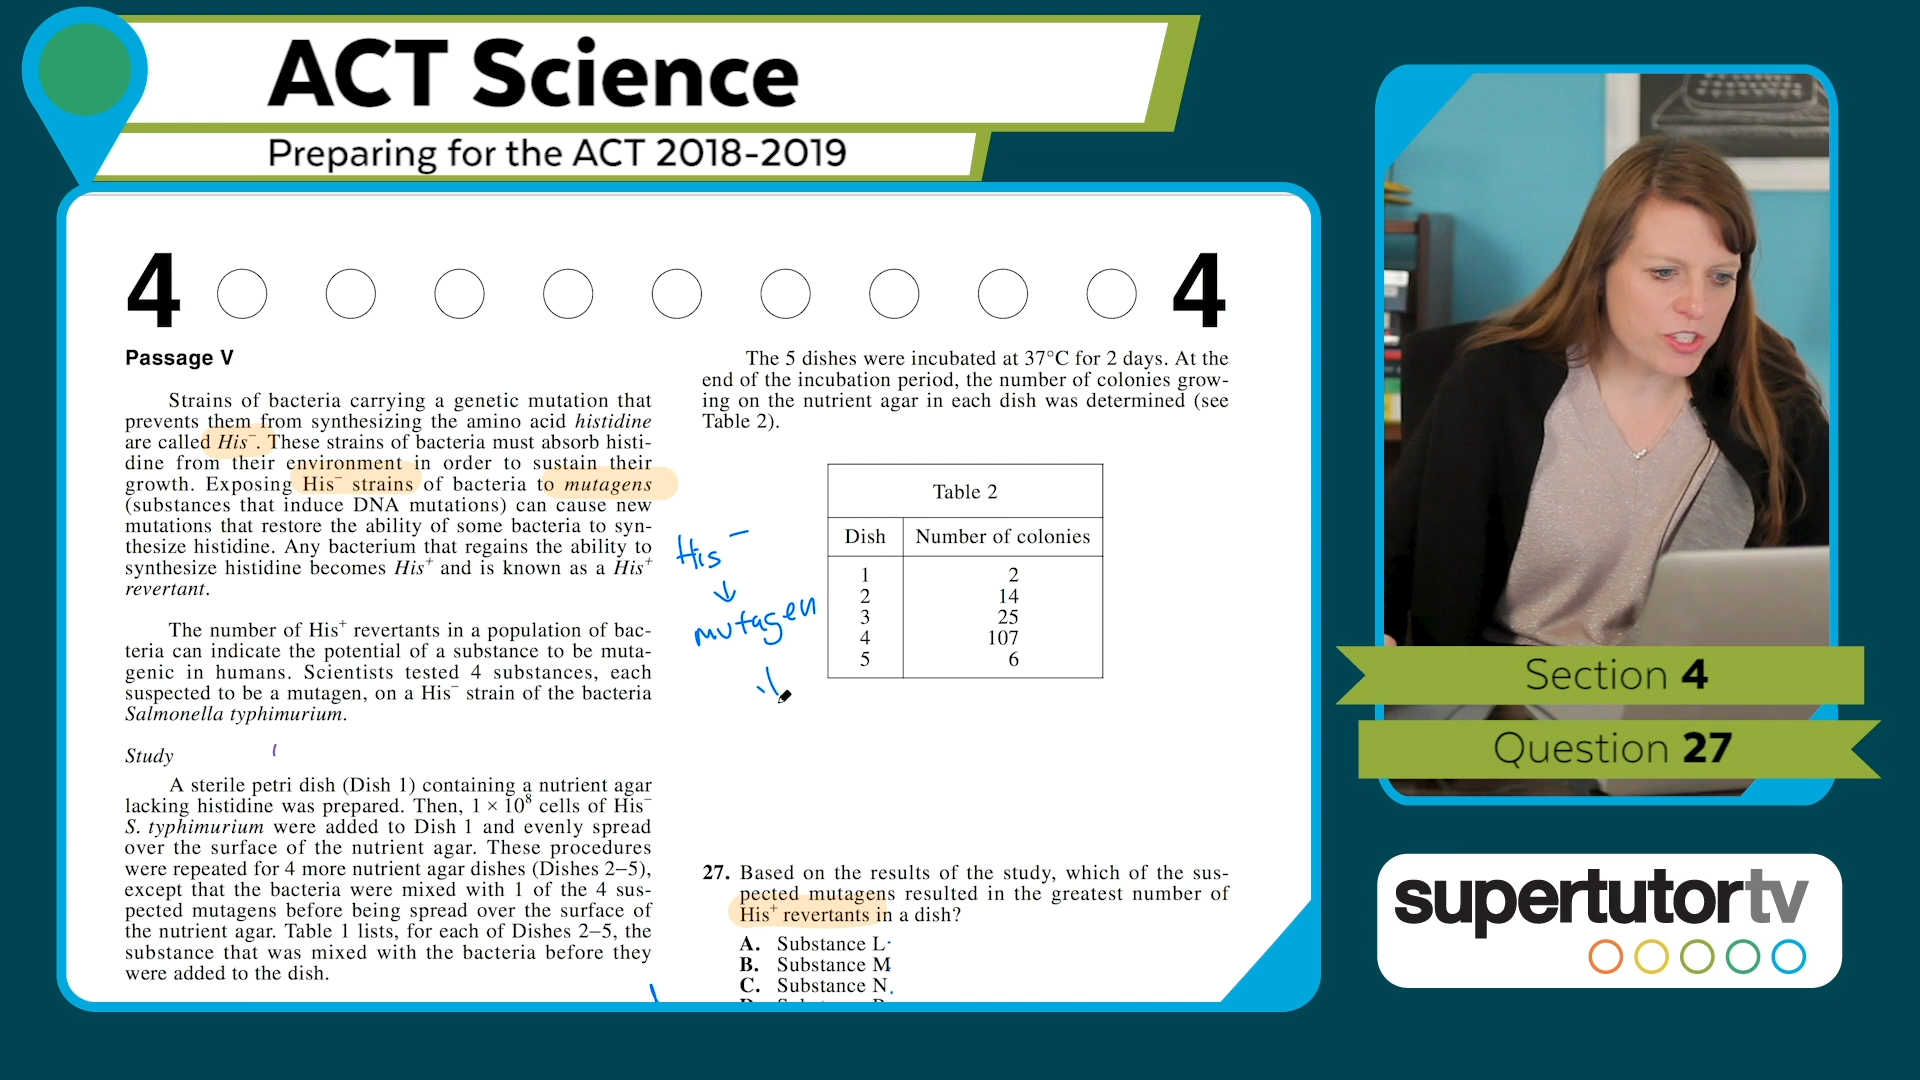 ACT Science
Preparing for the ACT 2018-2019
4
4
Passage V
Strains of bacteria carrying a genetic mutation that
prevents them from synthesizing the amino acid histidine
are called His⁻. These strains of bacteria must absorb histi-
dine from their environment in order to sustain their
growth. Exposing His⁻ strains of bacteria to mutagens
(substances that induce DNA mutations) can cause new
mutations that restore the ability of some bacteria to syn-
thesize histidine. Any bacterium that regains the ability to
synthesize histidine becomes His⁺ and is known as a His⁺
revertant.
The number of His⁺ revertants in a population of bac-
teria can indicate the potential of a substance to be muta-
genic in humans. Scientists tested 4 substances, each
suspected to be a mutagen, on a His⁻ strain of the bacteria
Salmonella typhimurium.
Study
A sterile petri dish (Dish 1) containing a nutrient agar
lacking histidine was prepared. Then, 1 × 10⁸ cells of His⁻
S. typhimurium were added to Dish 1 and evenly spread
over the surface of the nutrient agar. These procedures
were repeated for 4 more nutrient agar dishes (Dishes 2–5),
except that the bacteria were mixed with 1 of the 4 sus-
pected mutagens before being spread over the surface of
the nutrient agar. Table 1 lists, for each of Dishes 2–5, the
substance that was mixed with the bacteria before they
were added to the dish.
His⁻
↓
mutagen
The 5 dishes were incubated at 37°C for 2 days. At the
end of the incubation period, the number of colonies grow-
ing on the nutrient agar in each dish was determined (see
Table 2).
Table 2
Dish Number of colonies
1 2
2 14
3 25
4 107
5 6
27. Based on the results of the study, which of the sus-
pected mutagens resulted in the greatest number of
His⁺ revertants in a dish?
A. Substance L
B. Substance M
C. Substance N
Section 4
Question 27
supertutortv